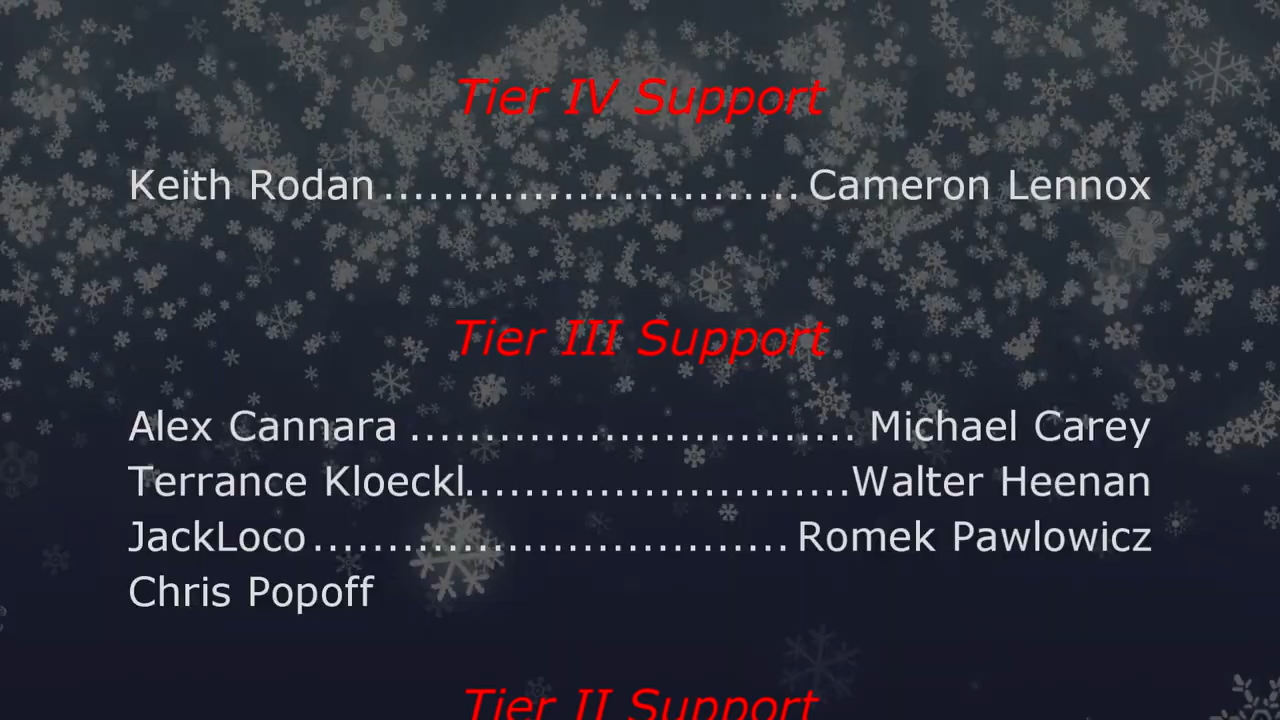 Tier IV Support
Keith Rodan ............................ Cameron Lennox
Tier III Support
Alex Cannara .............................. Michael Carey
Terrance Kloeckl..........................Walter Heenan
JackLoco ................................ Romek Pawlowicz
Chris Popoff
Tier II Support